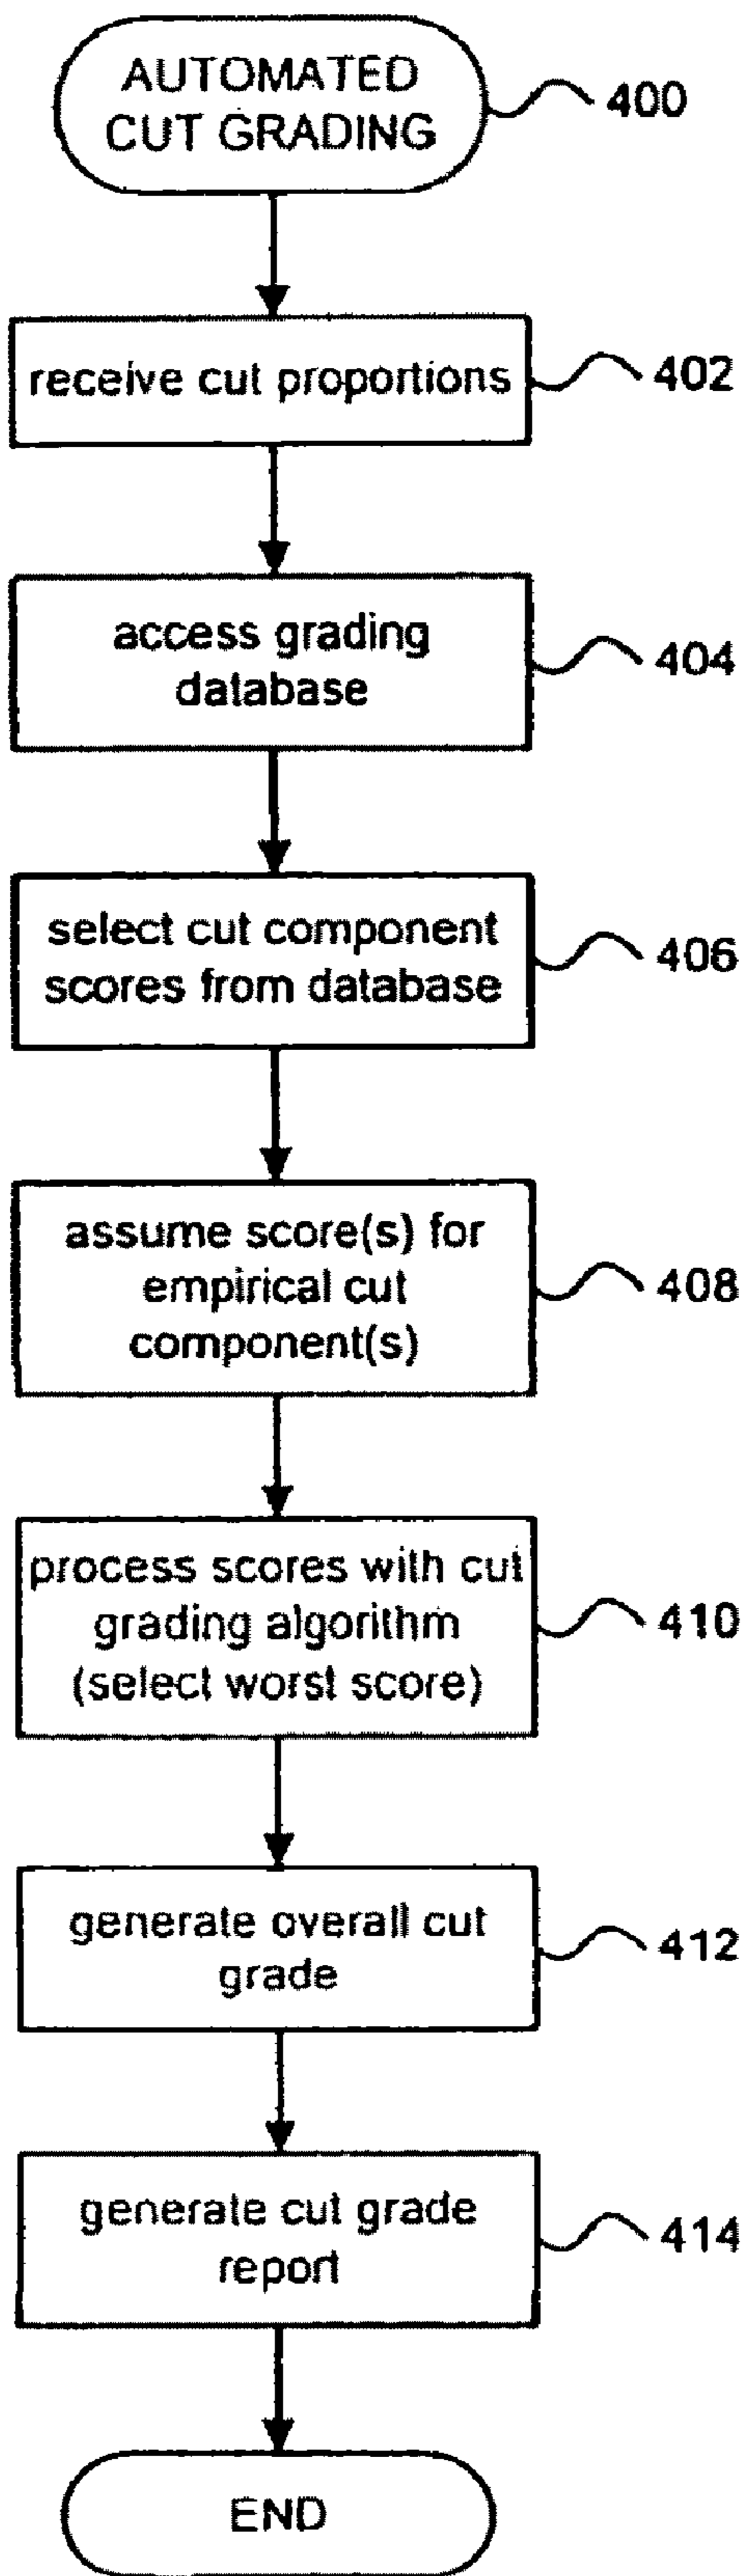 AUTOMATED
CUT GRADING
400
receive cut proportions
402
access grading
database
404
select cut component
scores from database
406
assume score(s) for
empirical cut
component(s)
408
process scores with cut
grading algorithm
(select worst score)
410
generate overall cut
grade
412
generate cut grade
report
414
END